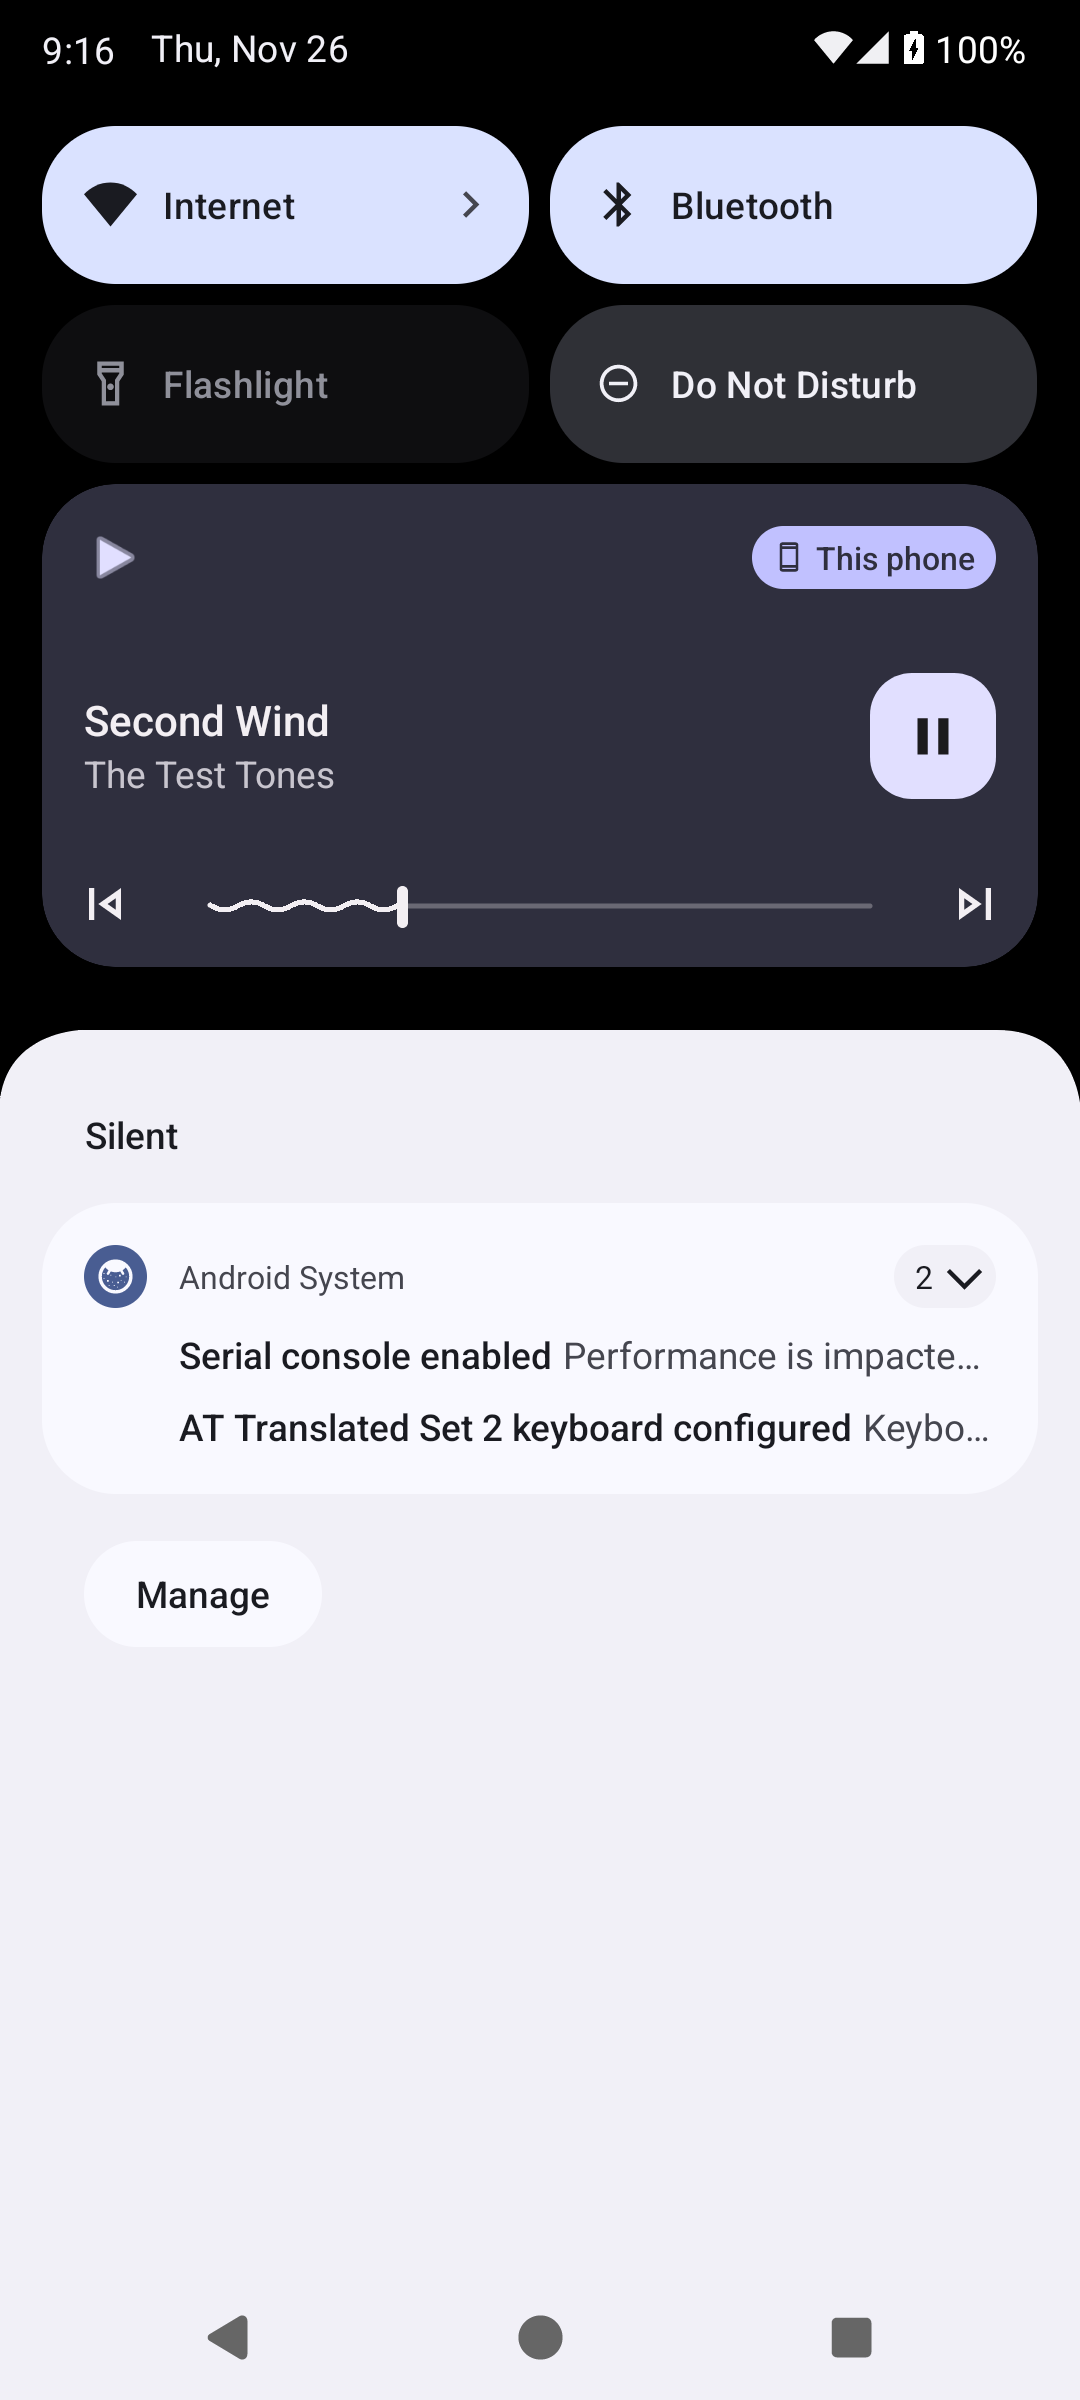 9:16 Thu, Nov 26 100%
Internet
Bluetooth
Flashlight
Do Not Disturb
This phone
Second Wind
The Test Tones
Silent
Android System 2
Serial console enabled Performance is impacte…
AT Translated Set 2 keyboard configured Keybo…
Manage